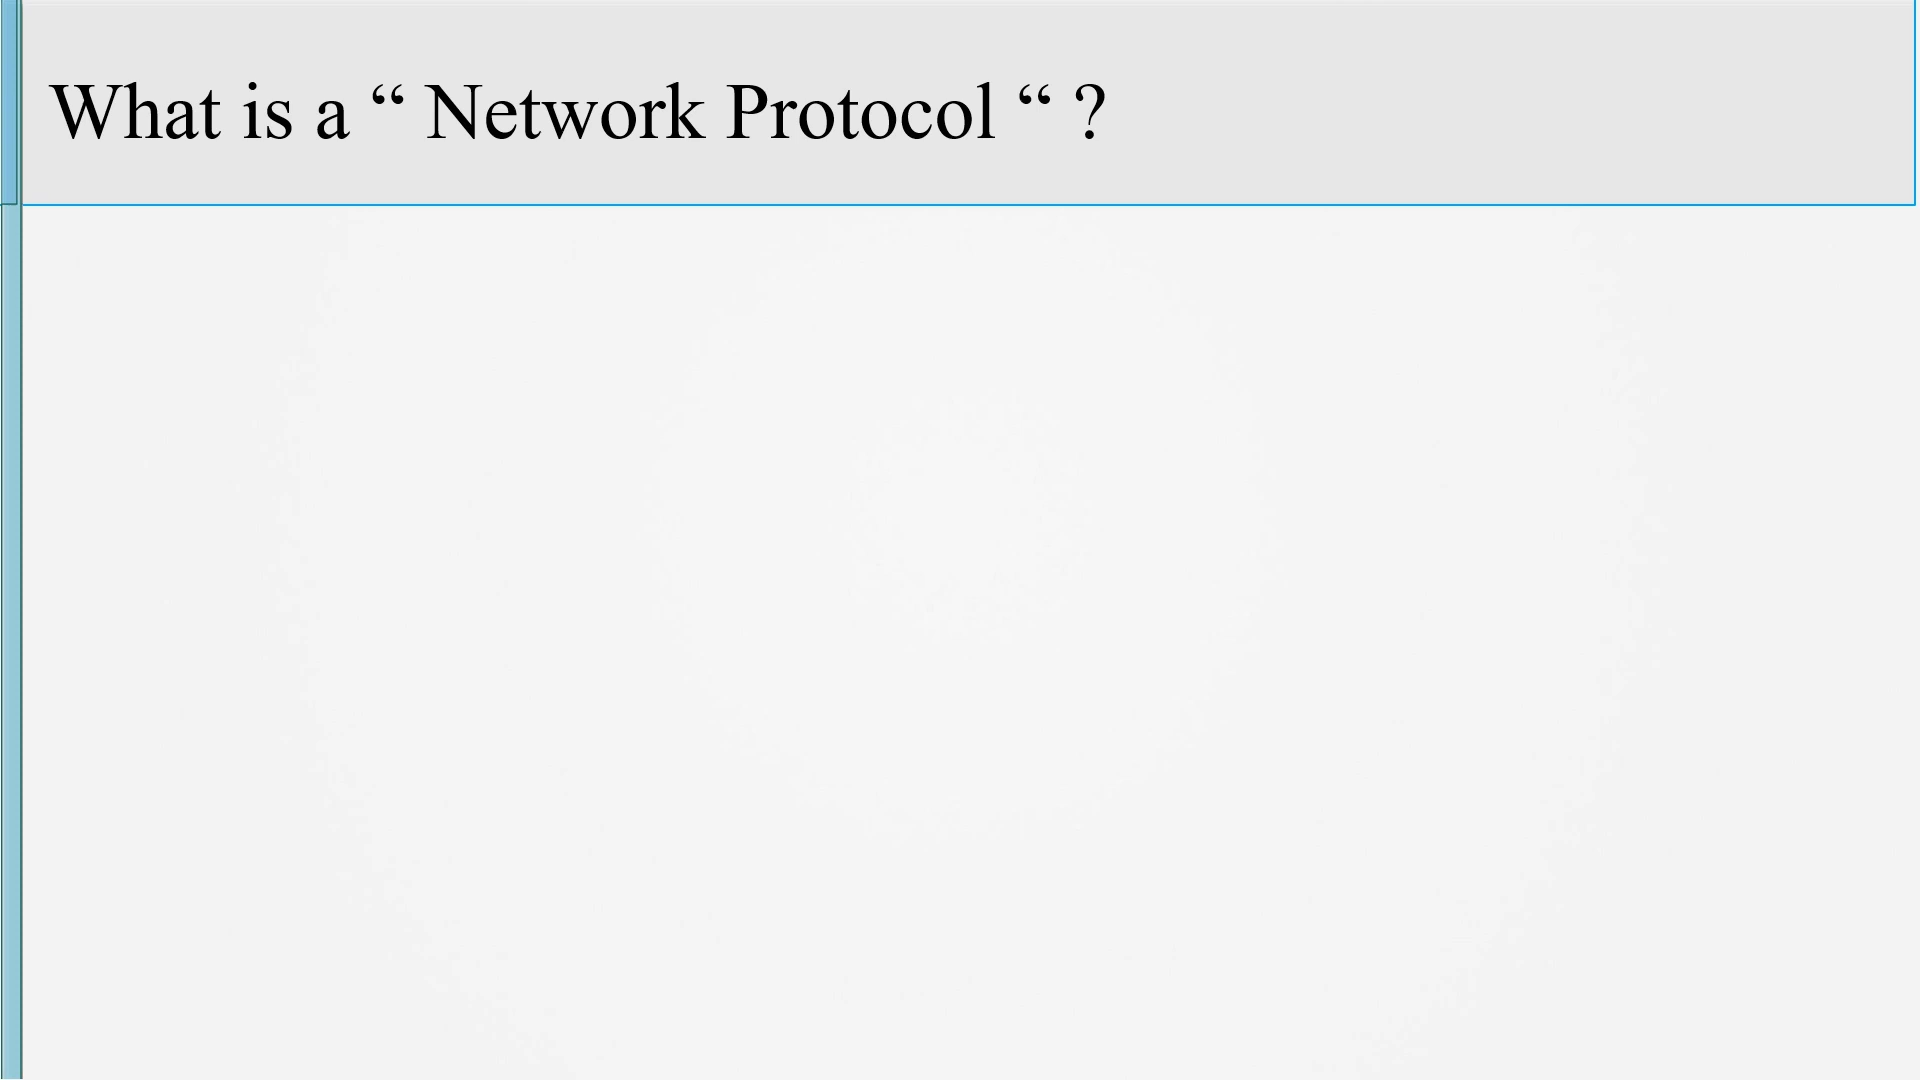 What is a “ Network Protocol “ ?